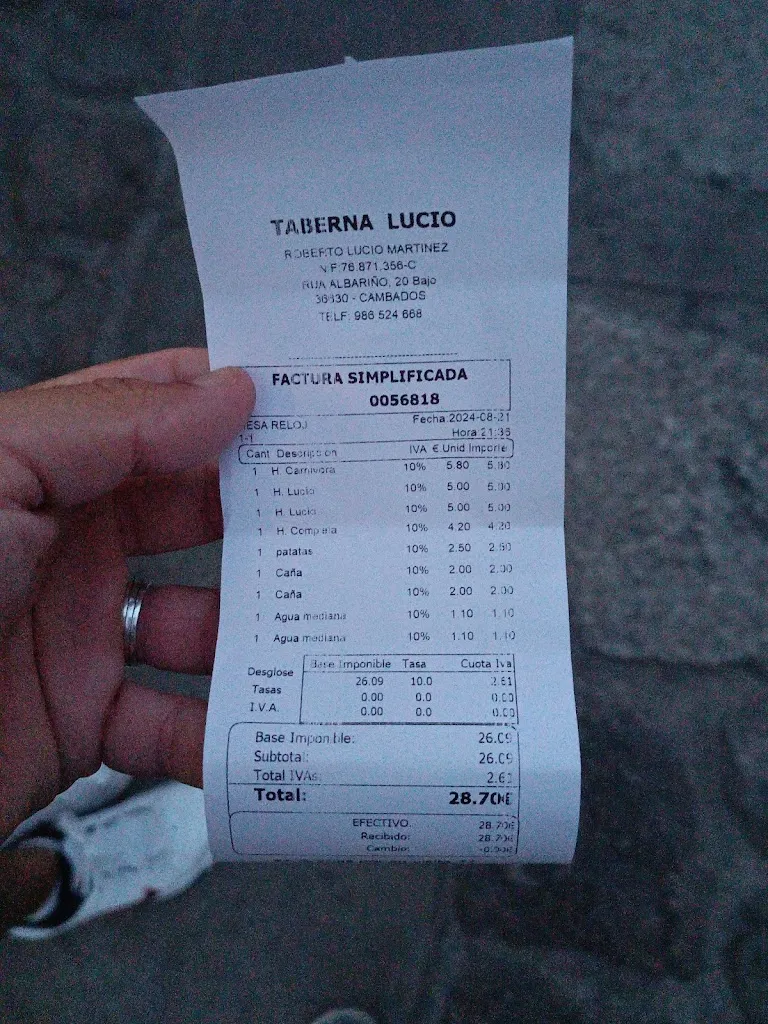 TABERNA LUCIO
ROBERTO LUCIO MARTINEZ
N.I.F:76.871.356-C
RUA ALBARIÑO, 20 Bajo
36630 - CAMBADOS
TELF: 986 524 668
FACTURA SIMPLIFICADA
0056818
ESA RELOJ Fecha:2024-08-21
1-1 Hora:21:35
Cant Descripcion IVA € Unid Importe
1 H. Carnivora 10% 5.80 5.80
1 H. Lucio 10% 5.00 5.00
1 H. Lucio 10% 5.00 5.00
1 H. Completa 10% 4.20 4.20
1 patatas 10% 2.50 2.50
1 Caña 10% 2.00 2.00
1 Caña 10% 2.00 2.00
1 Agua mediana 10% 1.10 1.10
1 Agua mediana 10% 1.10 1.10
Desglose Base Imponible Tasa Cuota Iva
Tasas 26.09 10.0 2.61
I.V.A. 0.00 0.0 0.00
0.00 0.0 0.00
Base Imponible: 26.09
Subtotal: 26.09
Total IVAs: 2.61
Total: 28.70€
EFECTIVO: 28.70€
Recibido: 28.70€
Cambio: -0.00€